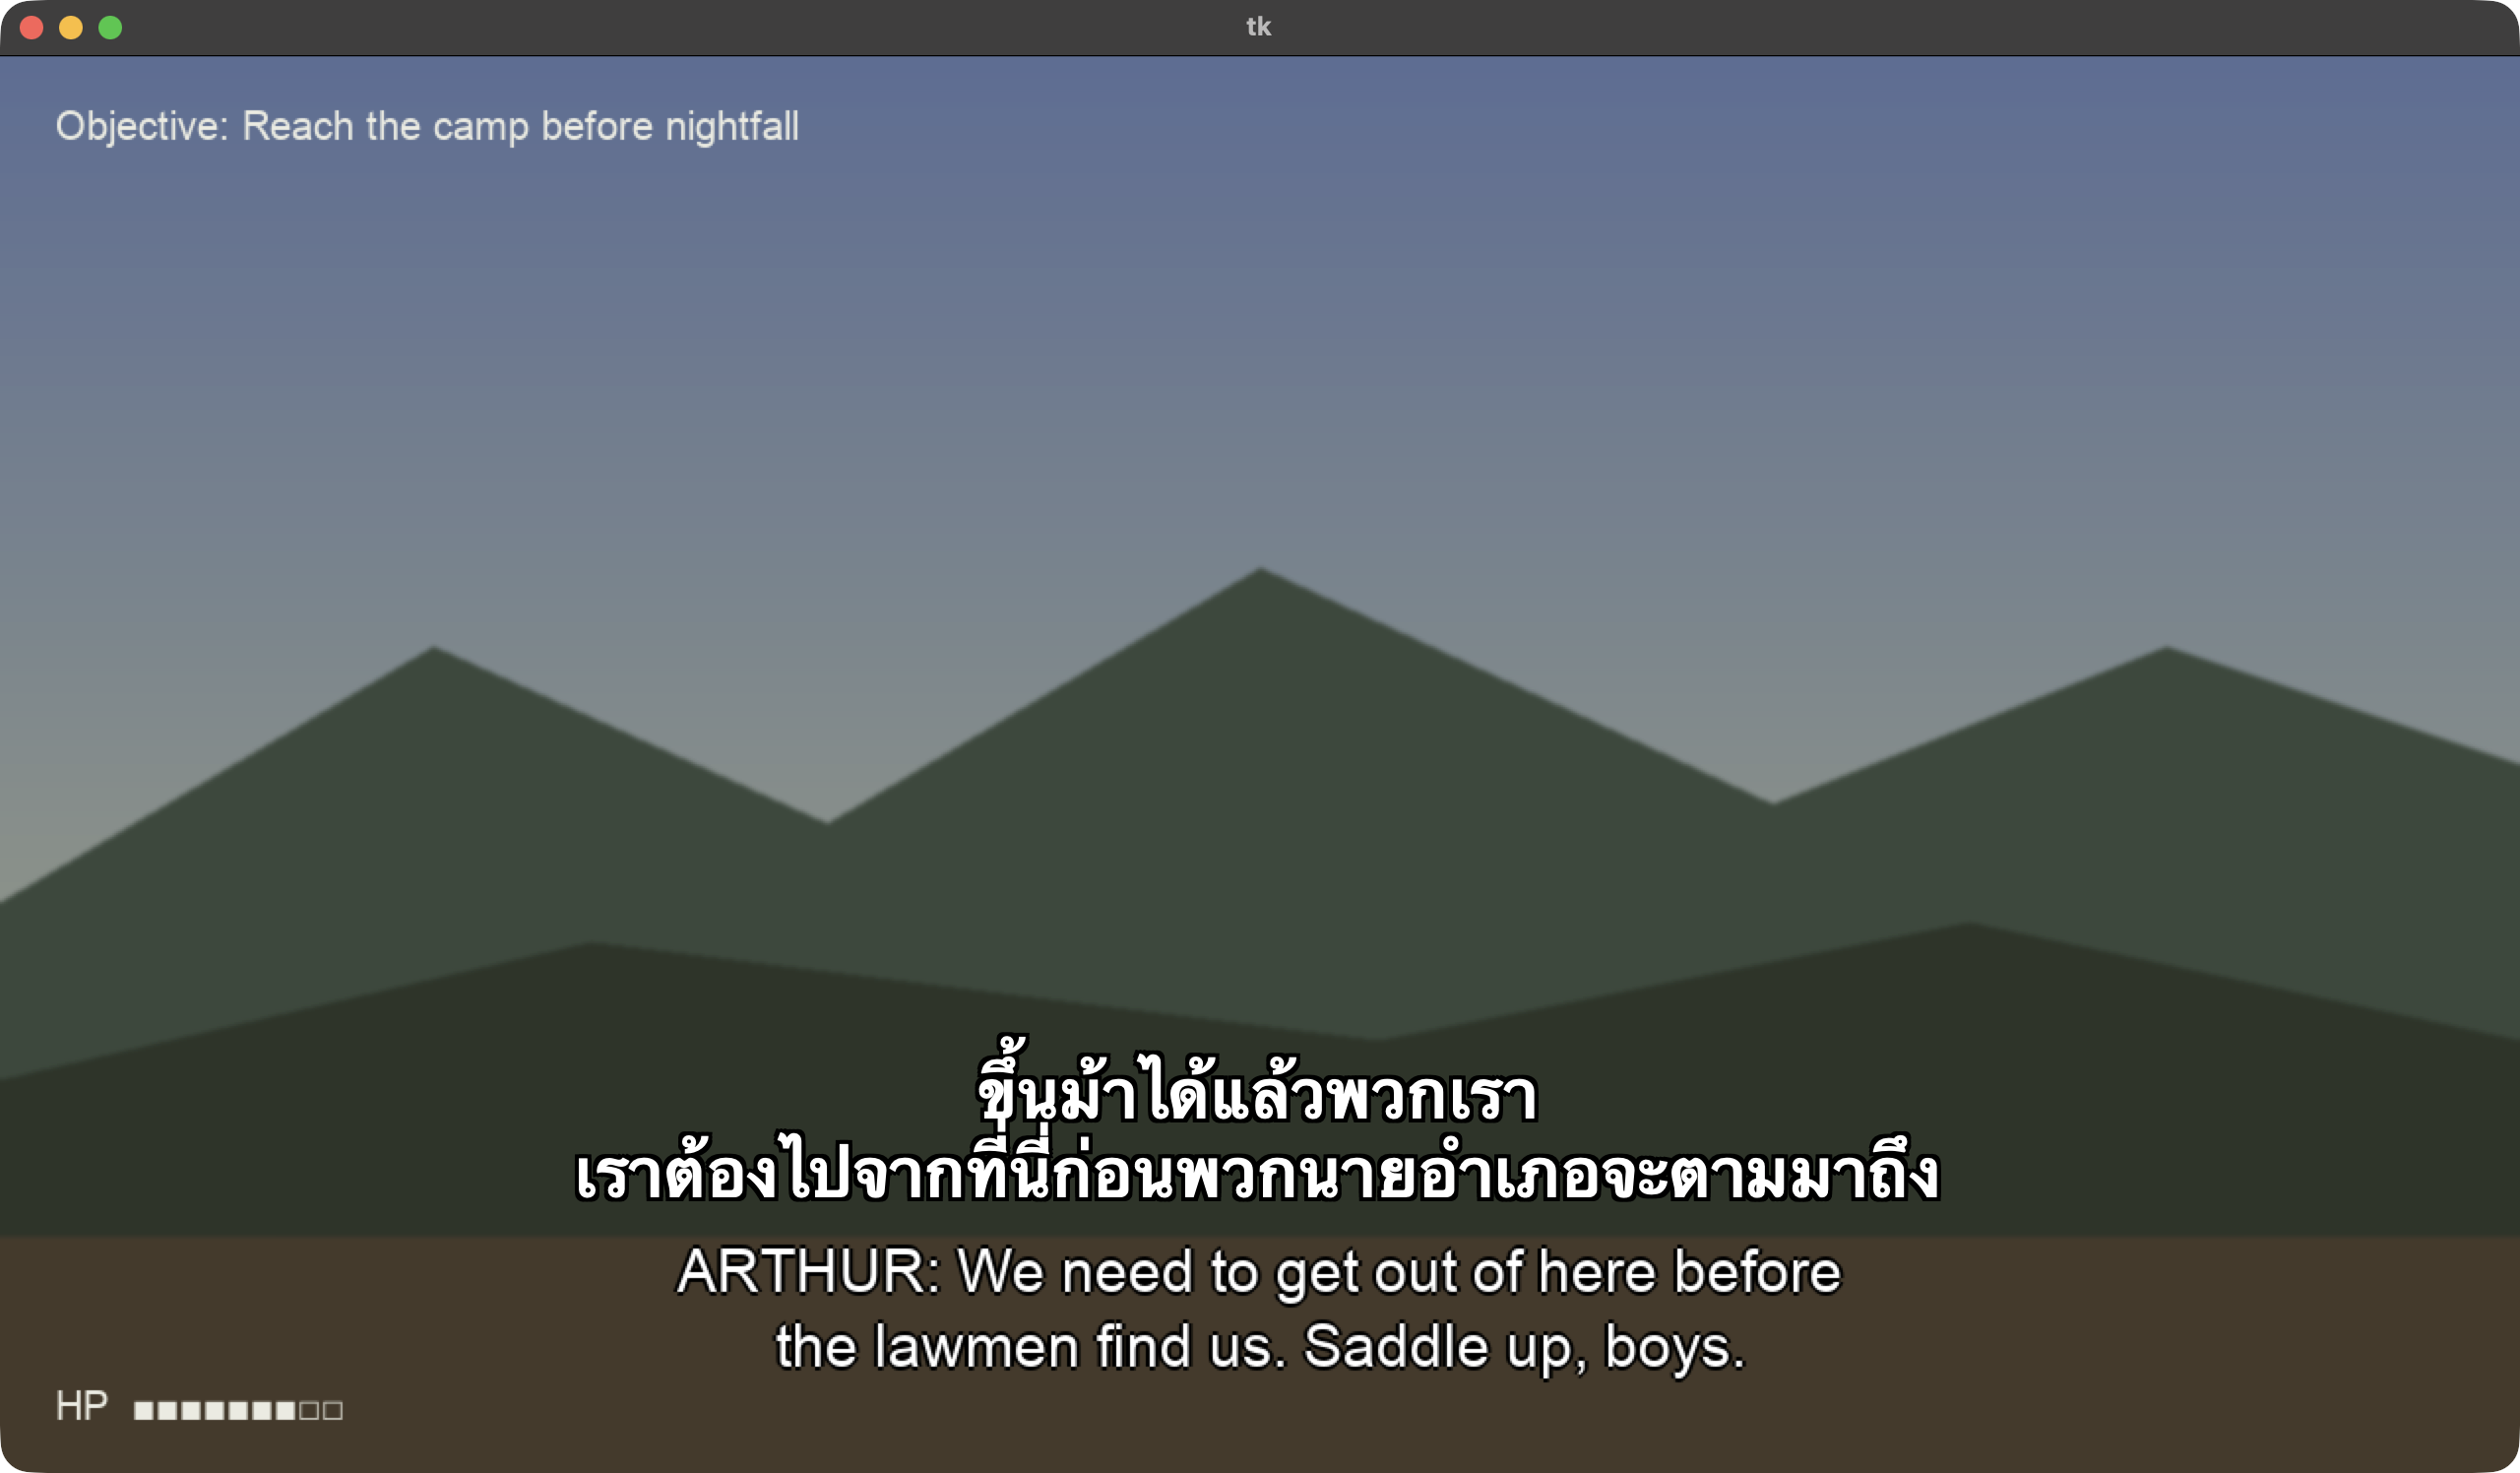 tk
Objective: Reach the camp before nightfall
ขึ้นม้าได้แล้วพวกเรา
เราต้องไปจากที่นี่ก่อนพวกนายอำเภอจะตามมาถึง
ARTHUR: We need to get out of here before
the lawmen find us. Saddle up, boys.
HP ■■■■■■■□□